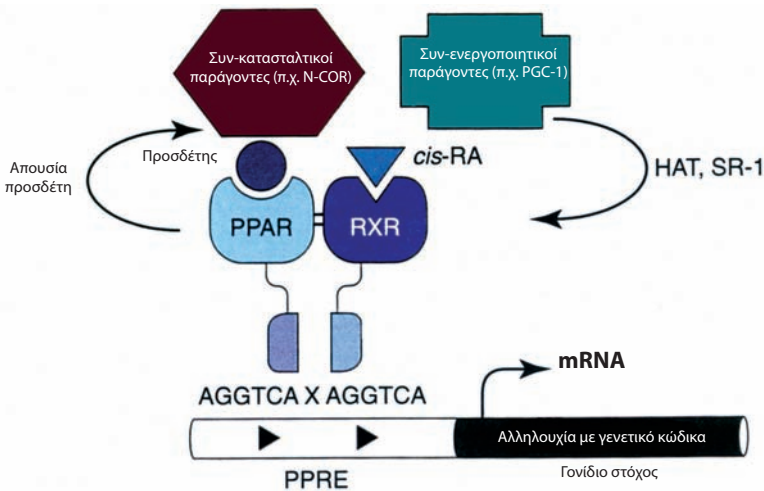 Συν-κατασταλτικοί
παράγοντες (π.χ. N-COR)
Συν-ενεργοποιητικοί
παράγοντες (π.χ. PGC-1)
Απουσία
προσδέτη
Προσδέτης
cis-RA
HAT, SR-1
PPAR
RXR
AGGTCA X AGGTCA
mRNA
Αλληλουχία με γενετικό κώδικα
PPRE
Γονίδιο στόχος